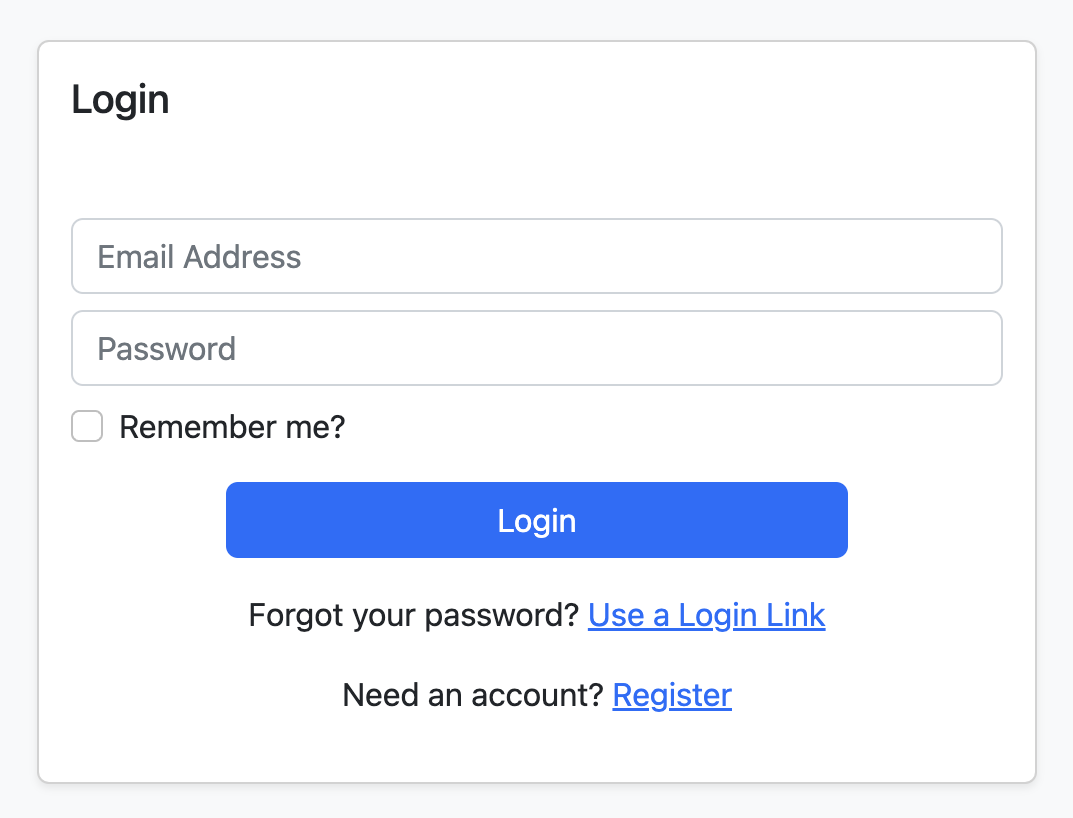 Login
Email Address
Password
Remember me?
Login
Forgot your password? Use a Login Link
Need an account? Register